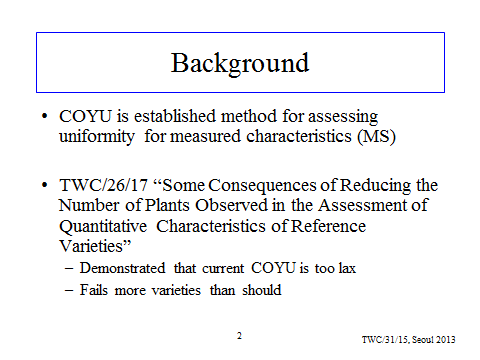 Background
• COYU is established method for assessing
uniformity for measured characteristics (MS)
• TWC/26/17 “Some Consequences of Reducing the
Number of Plants Observed in the Assessment of
Quantitative Characteristics of Reference
Varieties”
– Demonstrated that current COYU is too lax
– Fails more varieties than should
2
TWC/31/15, Seoul 2013